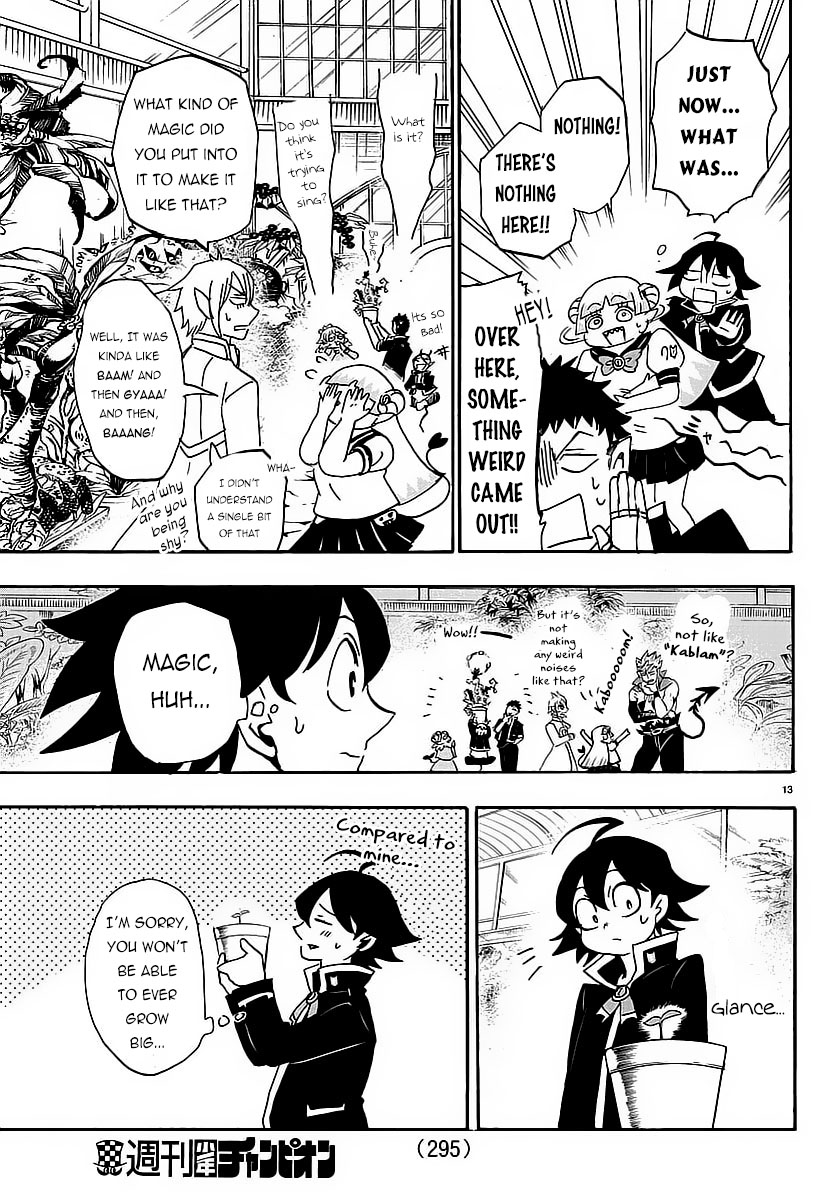 JUST
NOW...
WHAT
WAS...
NOTHING!
THERE'S
NOTHING
HERE!!
HEY!
OVER
HERE,
SOME-
THING
WEIRD
CAME
OUT!!
What
is it?
Do you
think
it's
trying
to
sing?
Buhe
Its so
Bad!
WHAT KIND OF
MAGIC DID
YOU PUT INTO
IT TO MAKE IT
LIKE THAT?
WELL, IT WAS
KINDA LIKE
BAAM! AND
THEN GYAAA!
AND THEN,
BAAANG!
WHA-
I DIDN'T
UNDERSTAND
A SINGLE BIT
OF THAT
And why
are you
being
shy?
So,
not like
"Kablam"?
Kabooooom!
But it's
not
making
any weird
noises
like that?
Wow!!
MAGIC,
HUH...
13
Glance...
Compared to
mine...
I'M SORRY,
YOU WON'T
BE ABLE
TO EVER
GROW
BIG...
週刊少年チャンピオン
(295)